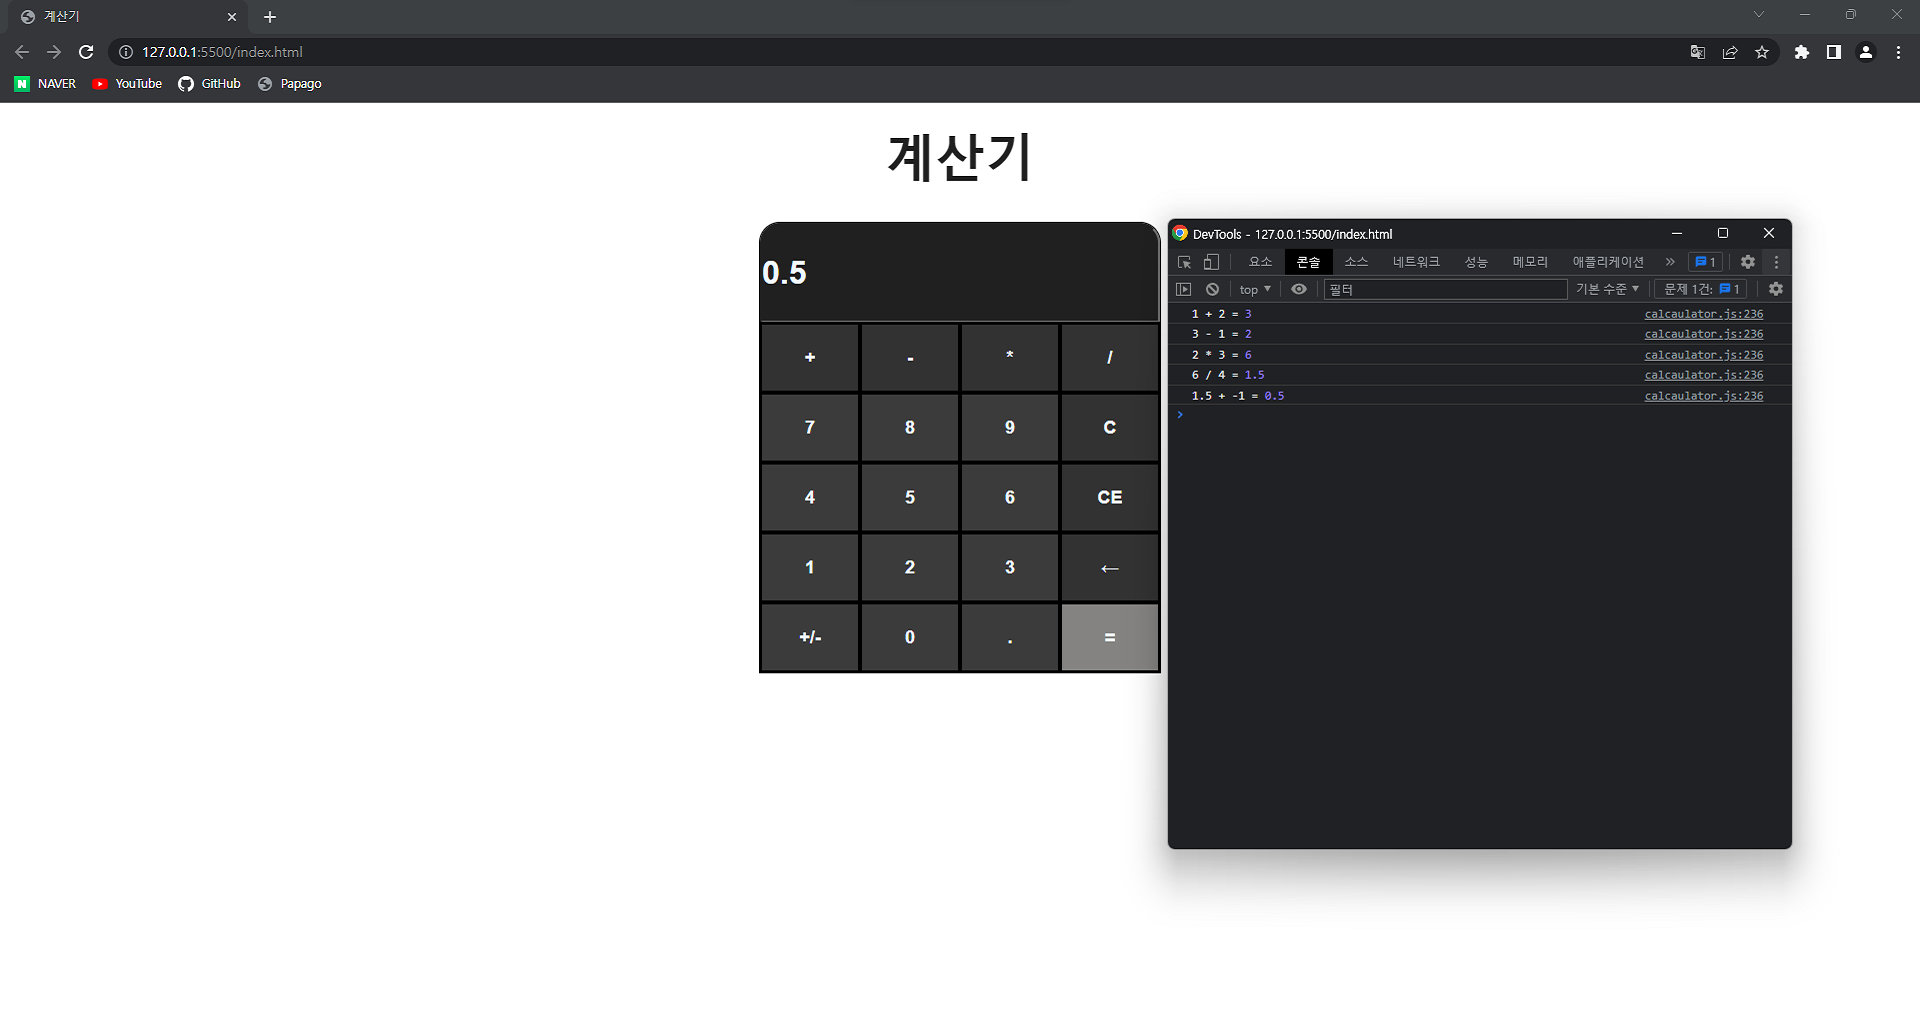 계산기
127.0.0.1:5500/index.html
NAVER YouTube GitHub Papago
계산기
0.5
+ - * /
7 8 9 C
4 5 6 CE
1 2 3 ←
+/- 0 . =
DevTools - 127.0.0.1:5500/index.html
요소 콘솔 소스 네트워크 성능 메모리 애플리케이션 » 1
top 필터 기본 수준 문제 1건: 1
1 + 2 = 3 calcaulator.js:236
3 - 1 = 2 calcaulator.js:236
2 * 3 = 6 calcaulator.js:236
6 / 4 = 1.5 calcaulator.js:236
1.5 + -1 = 0.5 calcaulator.js:236